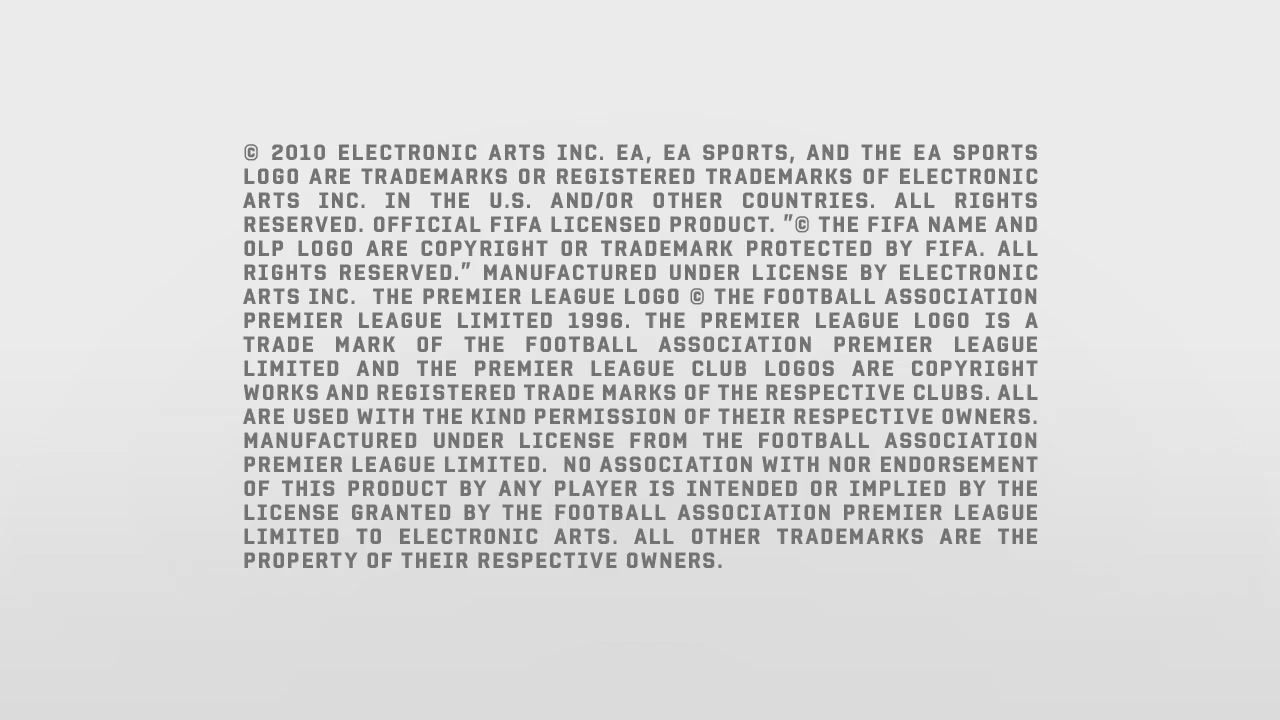 © 2010 ELECTRONIC ARTS INC. EA, EA SPORTS, AND THE EA SPORTS
LOGO ARE TRADEMARKS OR REGISTERED TRADEMARKS OF ELECTRONIC
ARTS INC. IN THE U.S. AND/OR OTHER COUNTRIES. ALL RIGHTS
RESERVED. OFFICIAL FIFA LICENSED PRODUCT. "© THE FIFA NAME AND
OLP LOGO ARE COPYRIGHT OR TRADEMARK PROTECTED BY FIFA. ALL
RIGHTS RESERVED." MANUFACTURED UNDER LICENSE BY ELECTRONIC
ARTS INC. THE PREMIER LEAGUE LOGO © THE FOOTBALL ASSOCIATION
PREMIER LEAGUE LIMITED 1996. THE PREMIER LEAGUE LOGO IS A
TRADE MARK OF THE FOOTBALL ASSOCIATION PREMIER LEAGUE
LIMITED AND THE PREMIER LEAGUE CLUB LOGOS ARE COPYRIGHT
WORKS AND REGISTERED TRADE MARKS OF THE RESPECTIVE CLUBS. ALL
ARE USED WITH THE KIND PERMISSION OF THEIR RESPECTIVE OWNERS.
MANUFACTURED UNDER LICENSE FROM THE FOOTBALL ASSOCIATION
PREMIER LEAGUE LIMITED. NO ASSOCIATION WITH NOR ENDORSEMENT
OF THIS PRODUCT BY ANY PLAYER IS INTENDED OR IMPLIED BY THE
LICENSE GRANTED BY THE FOOTBALL ASSOCIATION PREMIER LEAGUE
LIMITED TO ELECTRONIC ARTS. ALL OTHER TRADEMARKS ARE THE
PROPERTY OF THEIR RESPECTIVE OWNERS.